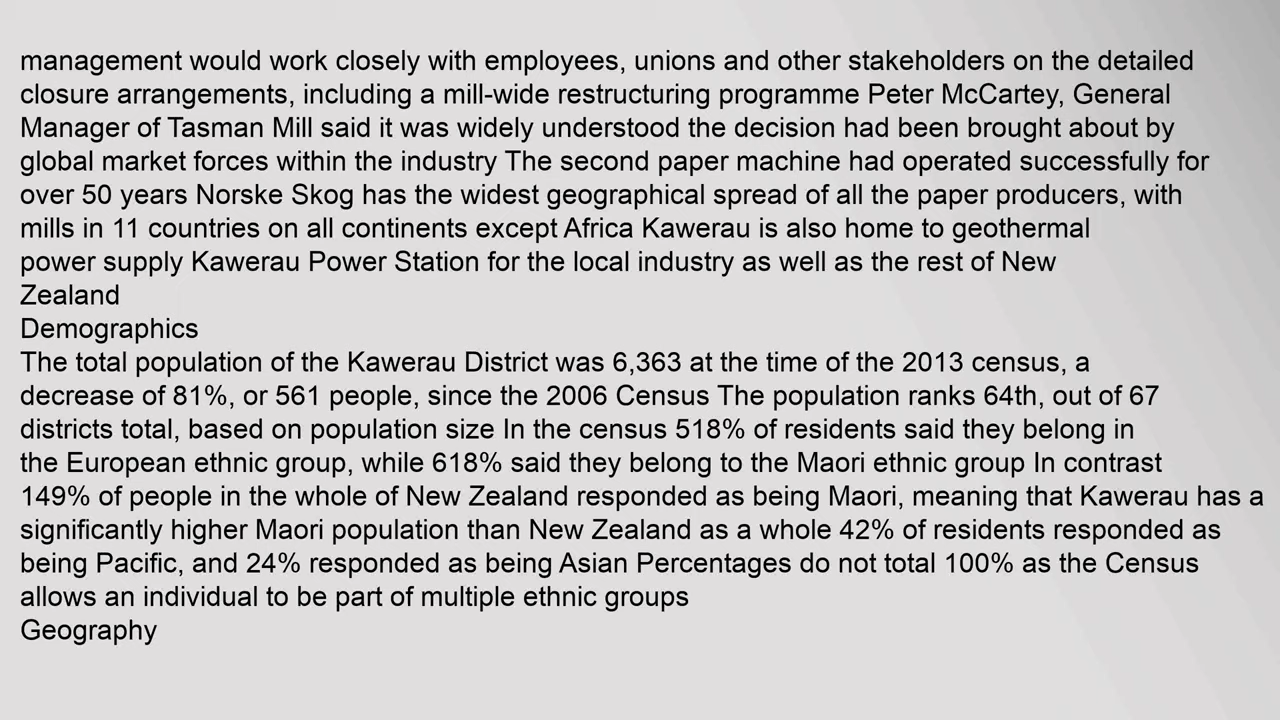 management would work closely with employees, unions and other stakeholders on the detailed
closure arrangements, including a mill-wide restructuring programme Peter McCartey, General
Manager of Tasman Mill said it was widely understood the decision had been brought about by
global market forces within the industry The second paper machine had operated successfully for
over 50 years Norske Skog has the widest geographical spread of all the paper producers, with
mills in 11 countries on all continents except Africa Kawerau is also home to geothermal
power supply Kawerau Power Station for the local industry as well as the rest of New
Zealand
Demographics
The total population of the Kawerau District was 6,363 at the time of the 2013 census, a
decrease of 81%, or 561 people, since the 2006 Census The population ranks 64th, out of 67
districts total, based on population size In the census 518% of residents said they belong in
the European ethnic group, while 618% said they belong to the Maori ethnic group In contrast
149% of people in the whole of New Zealand responded as being Maori, meaning that Kawerau has a
significantly higher Maori population than New Zealand as a whole 42% of residents responded as
being Pacific, and 24% responded as being Asian Percentages do not total 100% as the Census
allows an individual to be part of multiple ethnic groups
Geography